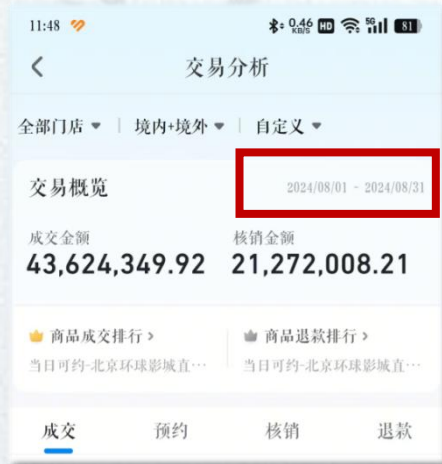 11:48 0.46 KB/S HD 5G 81
交易分析
全部门店 境内+境外 自定义
交易概览 2024/08/01 - 2024/08/31
成交金额 核销金额
43,624,349.92 21,272,008.21
商品成交排行 商品退款排行
当日可约-北京环球影城直… 当日可约-北京环球影城直…
成交 预约 核销 退款